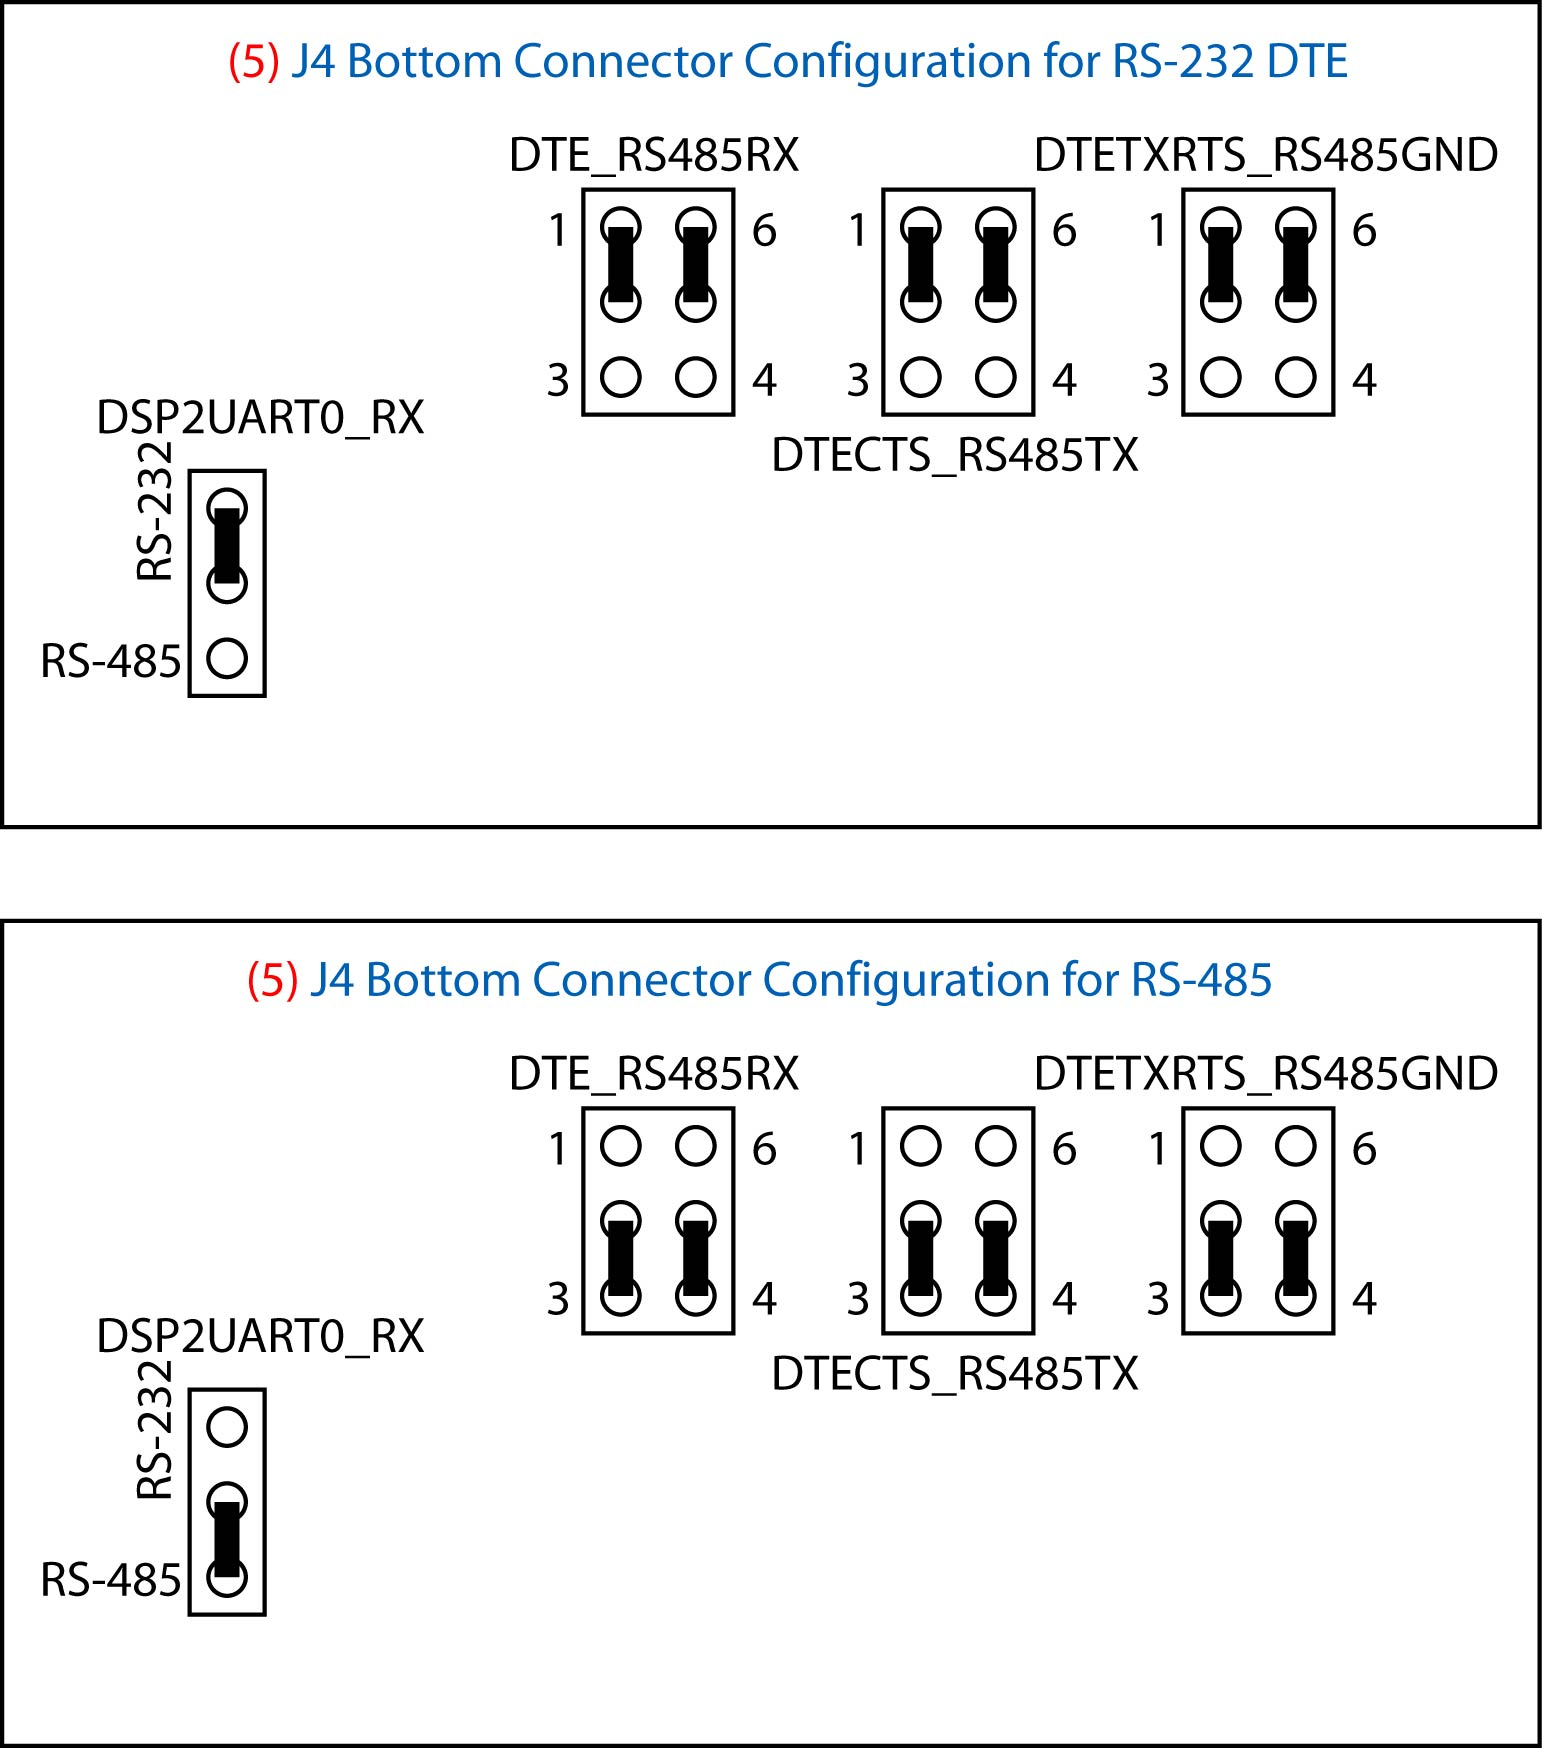 (5) J4 Bottom Connector Configuration for RS-232 DTE
DTE_RS485RX
DTETXRTS_RS485GND
1 6 1 6 1 6
3 4 3 4 3 4
DSP2UART0_RX
DTECTS_RS485TX
RS-232
RS-485
(5) J4 Bottom Connector Configuration for RS-485
DTE_RS485RX
DTETXRTS_RS485GND
1 6 1 6 1 6
3 4 3 4 3 4
DSP2UART0_RX
DTECTS_RS485TX
RS-232
RS-485